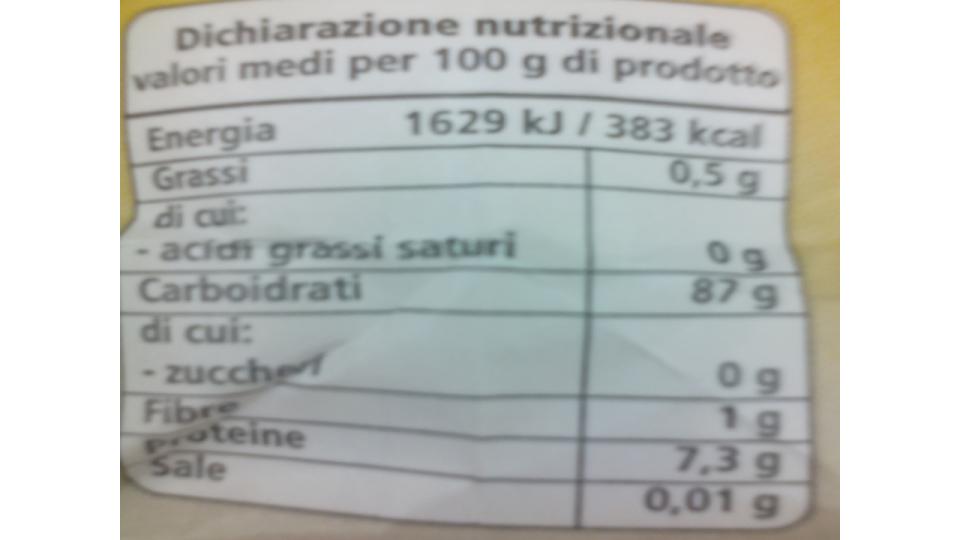 Dichiarazione nutrizionale
valori medi per 100 g di prodotto
Energia 1629 kJ / 383 kcal
Grassi 0,5 g
di cui:
- acidi grassi saturi 0 g
Carboidrati 87 g
di cui:
- zuccheri 0 g
Fibre 1 g
Proteine 7,3 g
Sale 0,01 g